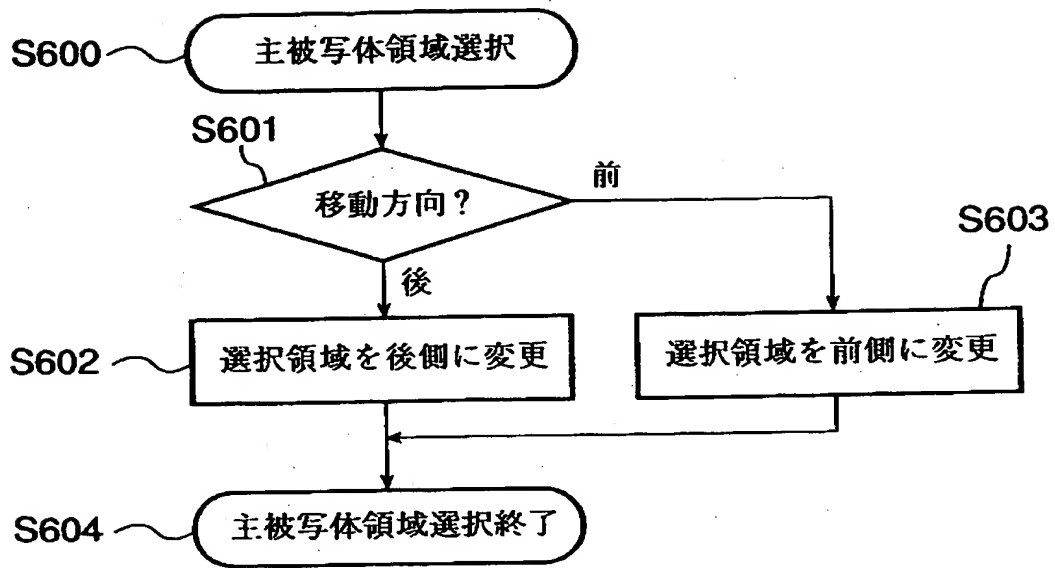 S600
主被写体領域選択
S601
移動方向?
前
S603
後
S602
選択領域を後側に変更
選択領域を前側に変更
S604
主被写体領域選択終了